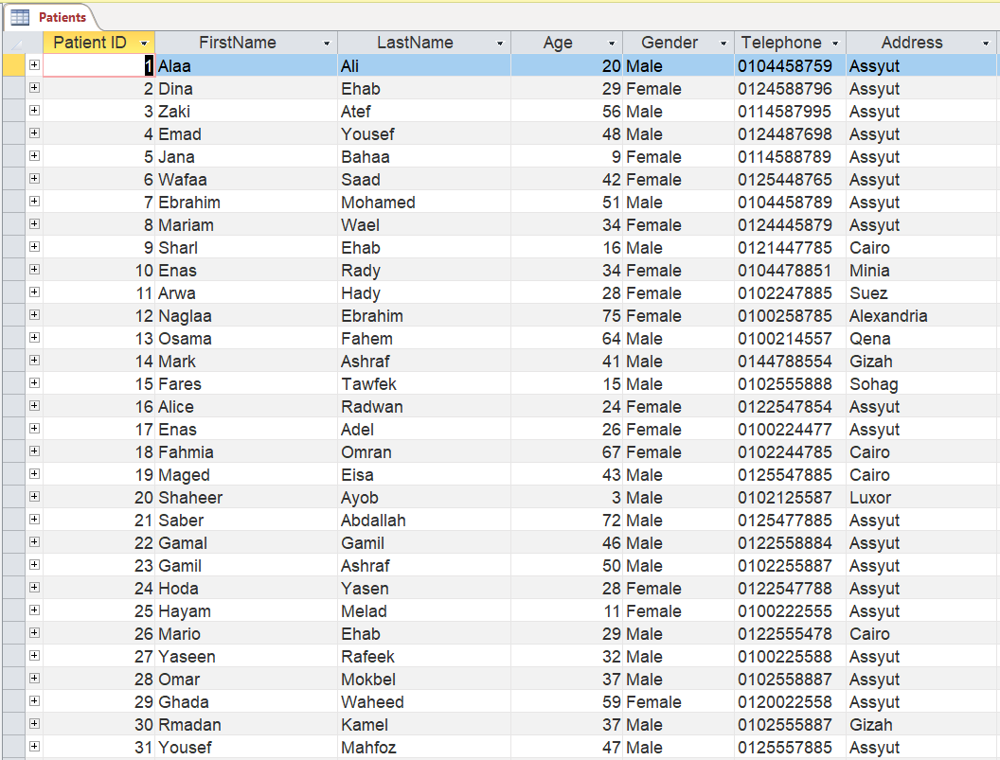 Patients
Patient ID FirstName LastName Age Gender Telephone Address
1 Alaa Ali 20 Male 0104458759 Assyut
2 Dina Ehab 29 Female 0124588796 Assyut
3 Zaki Atef 56 Male 0114587995 Assyut
4 Emad Yousef 48 Male 0124487698 Assyut
5 Jana Bahaa 9 Female 0114588789 Assyut
6 Wafaa Saad 42 Female 0125448765 Assyut
7 Ebrahim Mohamed 51 Male 0104458789 Assyut
8 Mariam Wael 34 Female 0124445879 Assyut
9 Sharl Ehab 16 Male 0121447785 Cairo
10 Enas Rady 34 Female 0104478851 Minia
11 Arwa Hady 28 Female 0102247885 Suez
12 Naglaa Ebrahim 75 Female 0100258785 Alexandria
13 Osama Fahem 64 Male 0100214557 Qena
14 Mark Ashraf 41 Male 0144788554 Gizah
15 Fares Tawfek 15 Male 0102555888 Sohag
16 Alice Radwan 24 Female 0122547854 Assyut
17 Enas Adel 26 Female 0100224477 Assyut
18 Fahmia Omran 67 Female 0102244785 Cairo
19 Maged Eisa 43 Male 0125547885 Cairo
20 Shaheer Ayob 3 Male 0102125587 Luxor
21 Saber Abdallah 72 Male 0125477885 Assyut
22 Gamal Gamil 46 Male 0122558884 Assyut
23 Gamil Ashraf 50 Male 0102255887 Assyut
24 Hoda Yasen 28 Female 0122547788 Assyut
25 Hayam Melad 11 Female 0100222555 Assyut
26 Mario Ehab 29 Male 0122555478 Cairo
27 Yaseen Rafeek 32 Male 0100225588 Assyut
28 Omar Mokbel 37 Male 0102558887 Assyut
29 Ghada Waheed 59 Female 0120022558 Assyut
30 Rmadan Kamel 37 Male 0102555887 Gizah
31 Yousef Mahfoz 47 Male 0125557885 Assyut